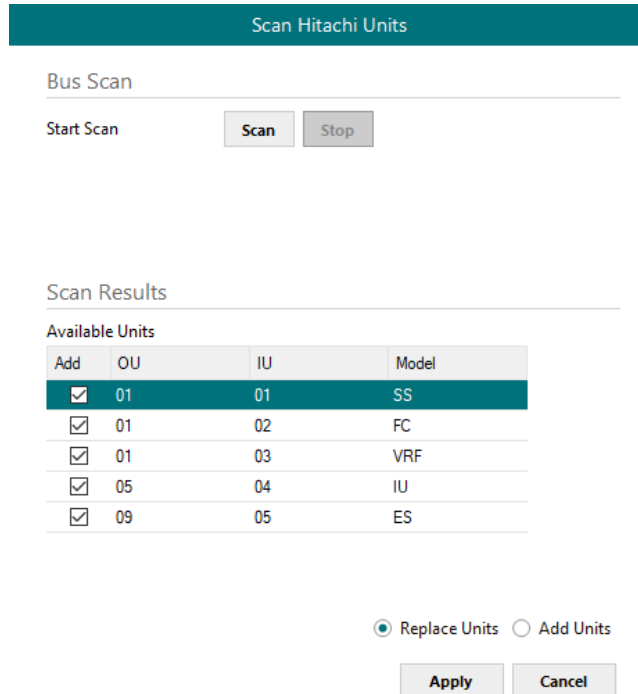 Scan Hitachi Units
Bus Scan
Start Scan Scan Stop
Scan Results
Available Units
Add OU IU Model
01 01 SS
01 02 FC
01 03 VRF
05 04 IU
09 05 ES
Replace Units Add Units
Apply Cancel